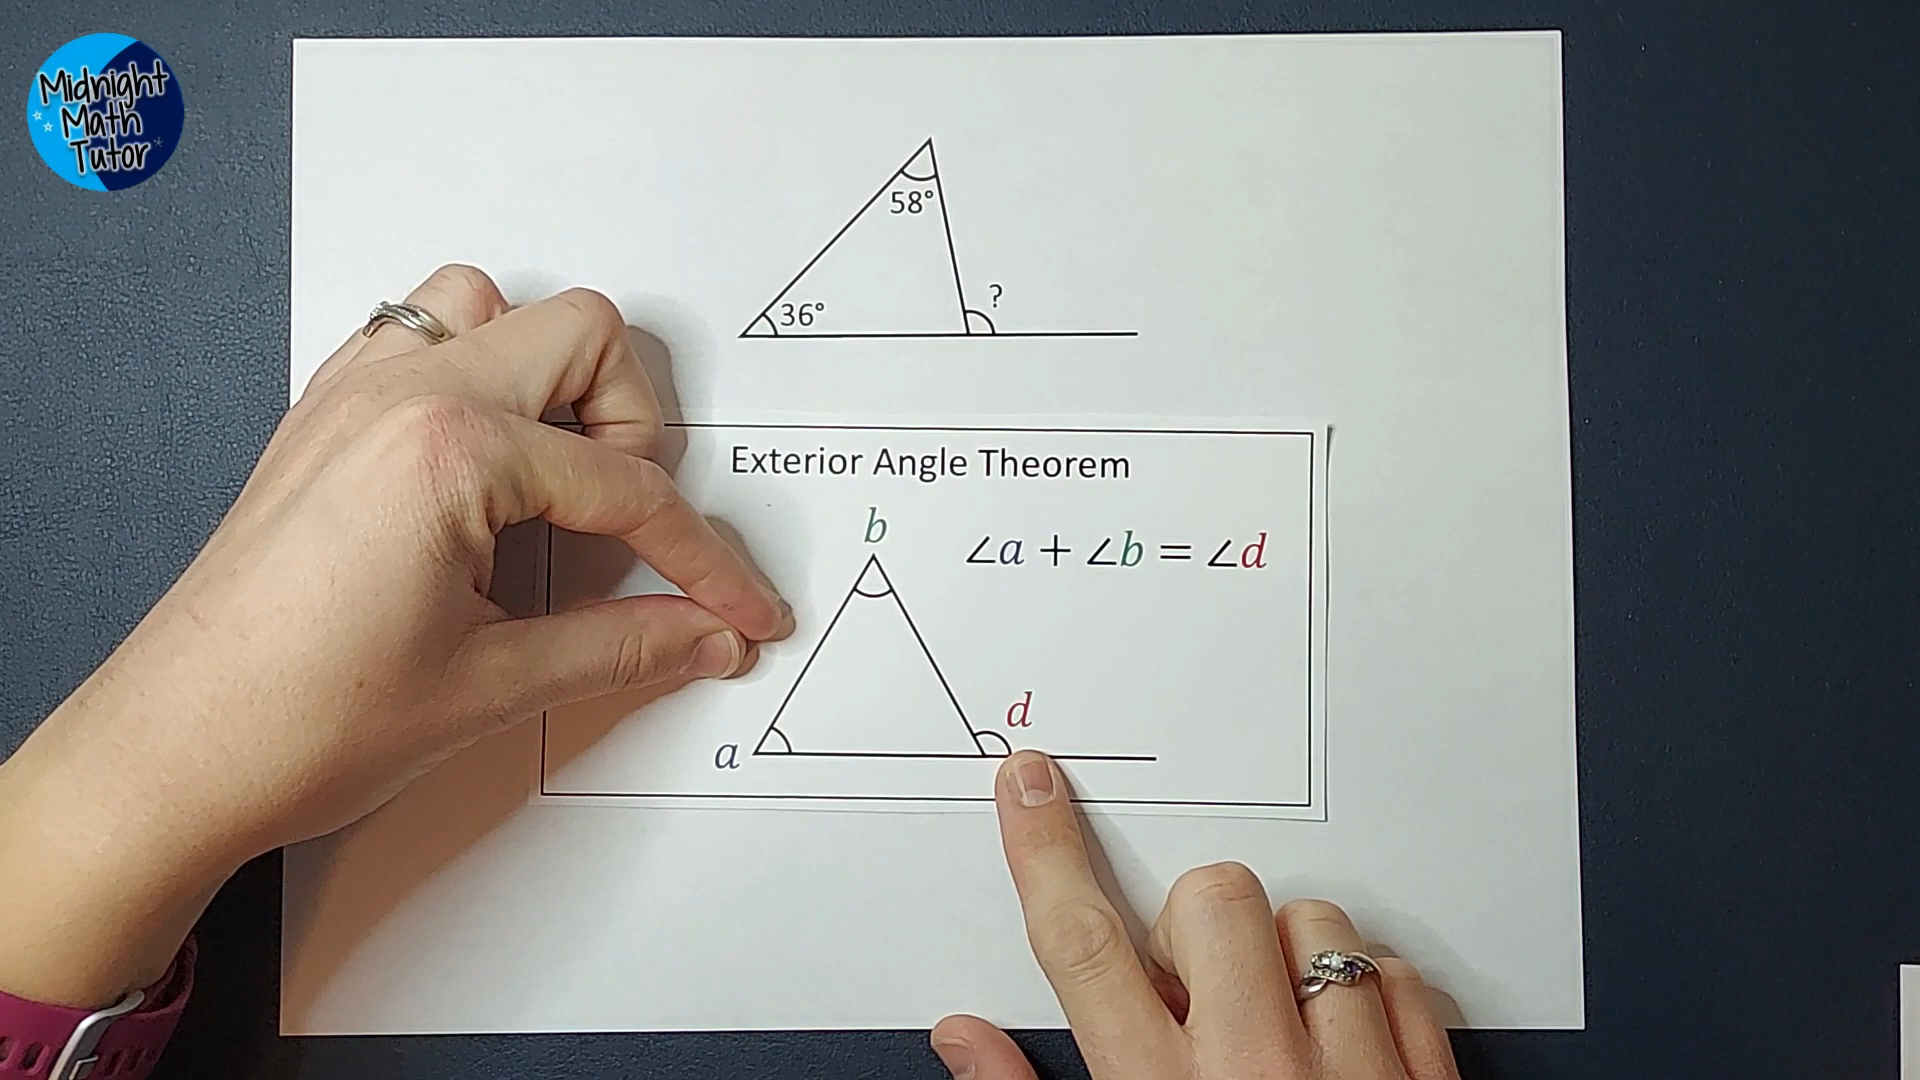 Midnight
Math
Tutor
58°
36°
?
Exterior Angle Theorem
b
∠a + ∠b = ∠d
d
a